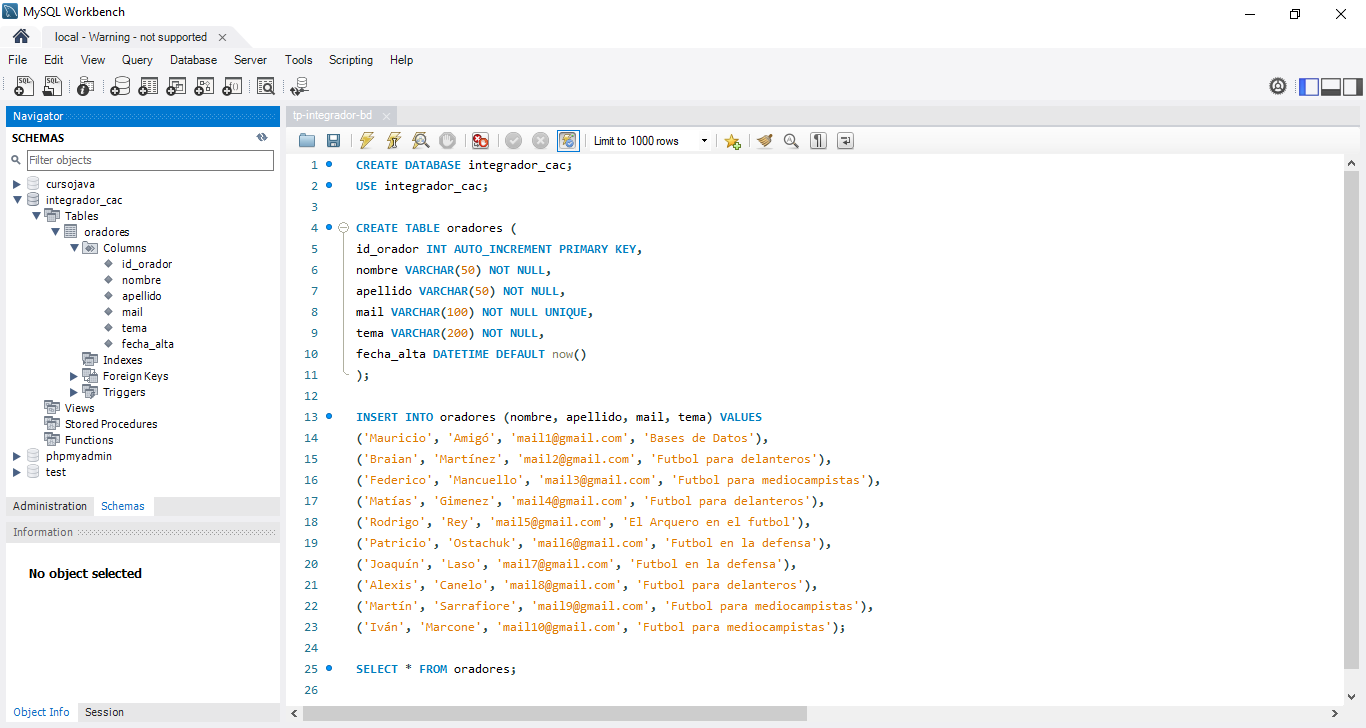 MySQL Workbench
local - Warning - not supported
File Edit View Query Database Server Tools Scripting Help
SQL SQL
Navigator
SCHEMAS
Filter objects
cursojava
integrador_cac
Tables
oradores
Columns
id_orador
nombre
apellido
mail
tema
fecha_alta
Indexes
Foreign Keys
Triggers
Views
Stored Procedures
Functions
phpmyadmin
test
Administration Schemas
Information
No object selected
Object Info Session
tp-integrador-bd
Limit to 1000 rows
1 CREATE DATABASE integrador_cac;
2 USE integrador_cac;
3
4 CREATE TABLE oradores (
5 id_orador INT AUTO_INCREMENT PRIMARY KEY,
6 nombre VARCHAR(50) NOT NULL,
7 apellido VARCHAR(50) NOT NULL,
8 mail VARCHAR(100) NOT NULL UNIQUE,
9 tema VARCHAR(200) NOT NULL,
10 fecha_alta DATETIME DEFAULT now()
11 );
12
13 INSERT INTO oradores (nombre, apellido, mail, tema) VALUES
14 ('Mauricio', 'Amigó', 'mail1@gmail.com', 'Bases de Datos'),
15 ('Braian', 'Martínez', 'mail2@gmail.com', 'Futbol para delanteros'),
16 ('Federico', 'Mancuello', 'mail3@gmail.com', 'Futbol para mediocampistas'),
17 ('Matías', 'Gimenez', 'mail4@gmail.com', 'Futbol para delanteros'),
18 ('Rodrigo', 'Rey', 'mail5@gmail.com', 'El Arquero en el futbol'),
19 ('Patricio', 'Ostachuk', 'mail6@gmail.com', 'Futbol en la defensa'),
20 ('Joaquín', 'Laso', 'mail7@gmail.com', 'Futbol en la defensa'),
21 ('Alexis', 'Canelo', 'mail8@gmail.com', 'Futbol para delanteros'),
22 ('Martín', 'Sarrafiore', 'mail9@gmail.com', 'Futbol para mediocampistas'),
23 ('Iván', 'Marcone', 'mail10@gmail.com', 'Futbol para mediocampistas');
24
25 SELECT * FROM oradores;
26